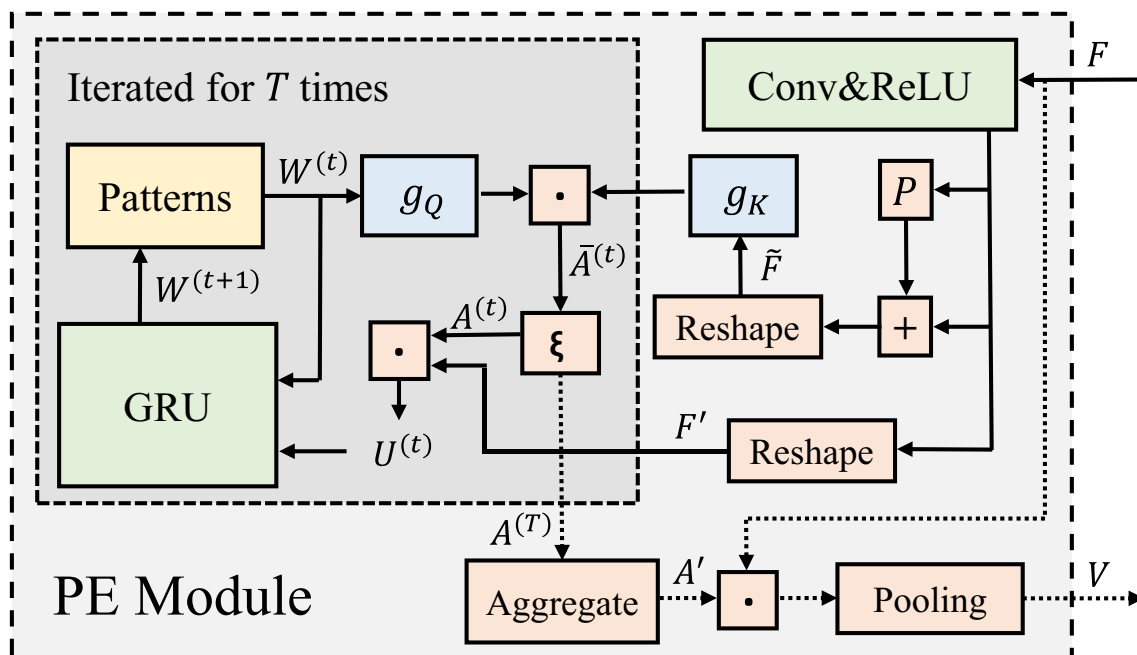 F
Conv&ReLU
Iterated for T times
Patterns
W^(t)
g_Q
·
g_K
P
Ā^(t)
F̃
W^(t+1)
A^(t)
ξ
Reshape
+
·
GRU
U^(t)
F'
Reshape
A^(T)
PE Module
Aggregate
A'
·
Pooling
V